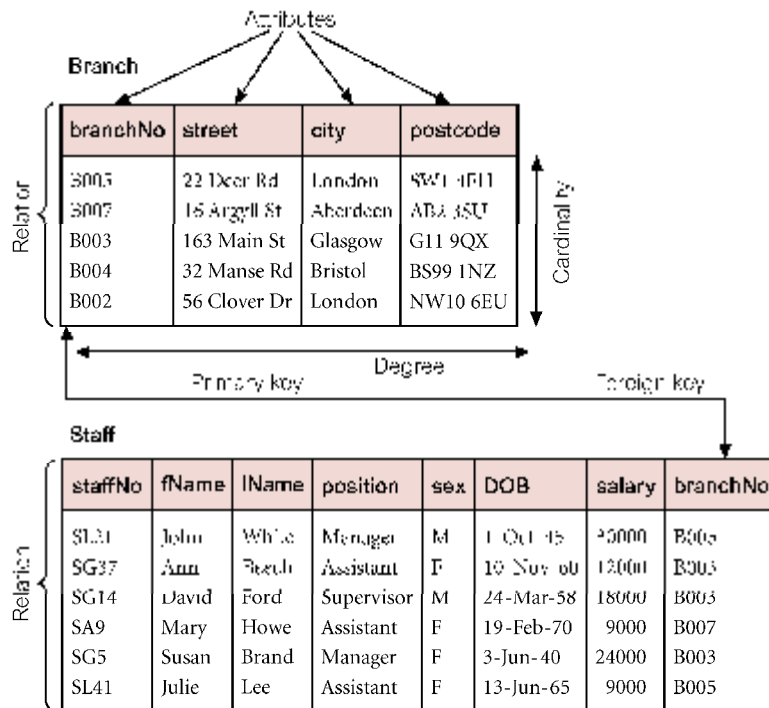 Attributes
Branch
branchNo street city postcode
B005 22 Deer Rd London SW1 4EH
B007 16 Argyll St Aberdeen AB2 3SU
B003 163 Main St Glasgow G11 9QX
B004 32 Manse Rd Bristol BS99 1NZ
B002 56 Clover Dr London NW10 6EU
Relation
Cardinality
Degree
Primary key
Foreign key
Staff
staffNo fName lName position sex DOB salary branchNo
SL21 John White Manager M 1-Oct-45 30000 B005
SG37 Ann Beech Assistant F 10-Nov-60 12000 B003
SG14 David Ford Supervisor M 24-Mar-58 18000 B003
SA9 Mary Howe Assistant F 19-Feb-70 9000 B007
SG5 Susan Brand Manager F 3-Jun-40 24000 B003
SL41 Julie Lee Assistant F 13-Jun-65 9000 B005
Relation